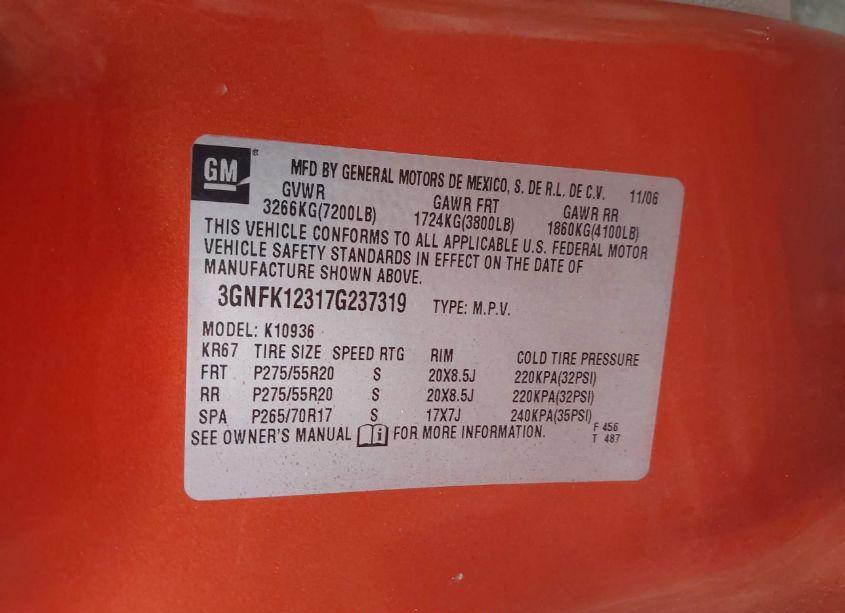 GM ® MFD BY GENERAL MOTORS DE MEXICO, S. DE R.L. DE C.V. 11/06
GVWR GAWR FRT GAWR RR
3266KG(7200LB) 1724KG(3800LB) 1860KG(4100LB)
THIS VEHICLE CONFORMS TO ALL APPLICABLE U.S. FEDERAL MOTOR
VEHICLE SAFETY STANDARDS IN EFFECT ON THE DATE OF
MANUFACTURE SHOWN ABOVE.
3GNFK12317G237319 TYPE: M.P.V.
MODEL: K10936
KR67 TIRE SIZE SPEED RTG RIM COLD TIRE PRESSURE
FRT P275/55R20 S 20X8.5J 220KPA(32PSI)
RR P275/55R20 S 20X8.5J 220KPA(32PSI)
SPA P265/70R17 S 17X7J 240KPA(35PSI)
SEE OWNER'S MANUAL i FOR MORE INFORMATION. F 456
T 487